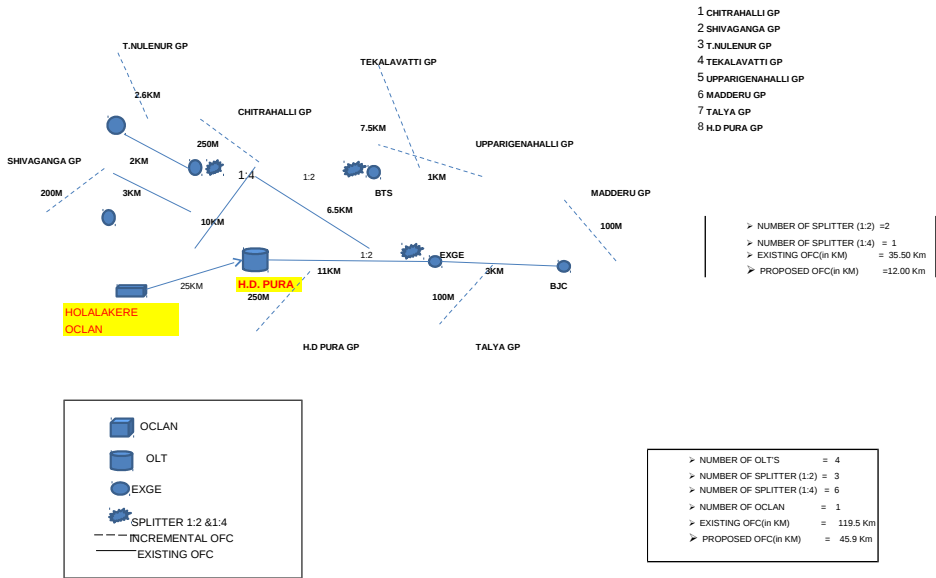 1 CHITRAHALLI GP
2 SHIVAGANGA GP
3 T.NULENUR GP
4 TEKALAVATTI GP
5 UPPARIGENAHALLI GP
6 MADDERU GP
7 TALYA GP
8 H.D PURA GP
T.NULENUR GP
TEKALAVATTI GP
2.6KM
CHITRAHALLI GP
7.5KM
250M
UPPARIGENAHALLI GP
SHIVAGANGA GP
2KM
1:4
1:2
1KM
200M
3KM
BTS
MADDERU GP
6.5KM
10KM
100M
➢ NUMBER OF SPLITTER (1:2) =2
➢ NUMBER OF SPLITTER (1:4) = 1
➢ EXISTING OFC(in KM) = 35.50 Km
➢ PROPOSED OFC(in KM) =12.00 Km
1:2
EXGE
11KM
3KM
25KM
H.D. PURA
BJC
250M
100M
HOLALAKERE
OCLAN
H.D PURA GP
TALYA GP
OCLAN
OLT
EXGE
SPLITTER 1:2 &1:4
INCREMENTAL OFC
EXISTING OFC
➢ NUMBER OF OLT'S = 4
➢ NUMBER OF SPLITTER (1:2) = 3
➢ NUMBER OF SPLITTER (1:4) = 6
➢ NUMBER OF OCLAN = 1
➢ EXISTING OFC(in KM) = 119.5 Km
➢ PROPOSED OFC(in KM) = 45.9 Km